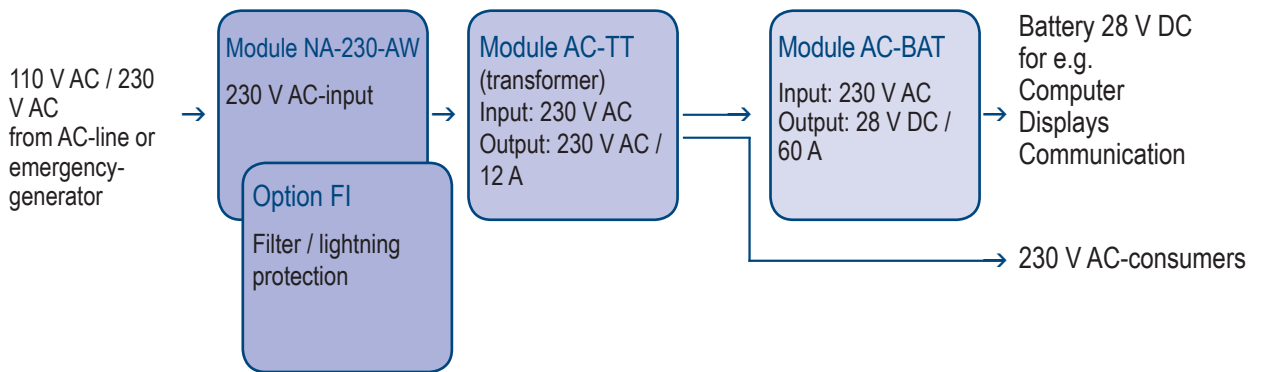 110 V AC / 230
V AC
from AC-line or
emergency-
generator
Module NA-230-AW
230 V AC-input
Option FI
Filter / lightning
protection
Module AC-TT
(transformer)
Input: 230 V AC
Output: 230 V AC /
12 A
Module AC-BAT
Input: 230 V AC
Output: 28 V DC /
60 A
Battery 28 V DC
for e.g.
Computer
Displays
Communication
230 V AC-consumers